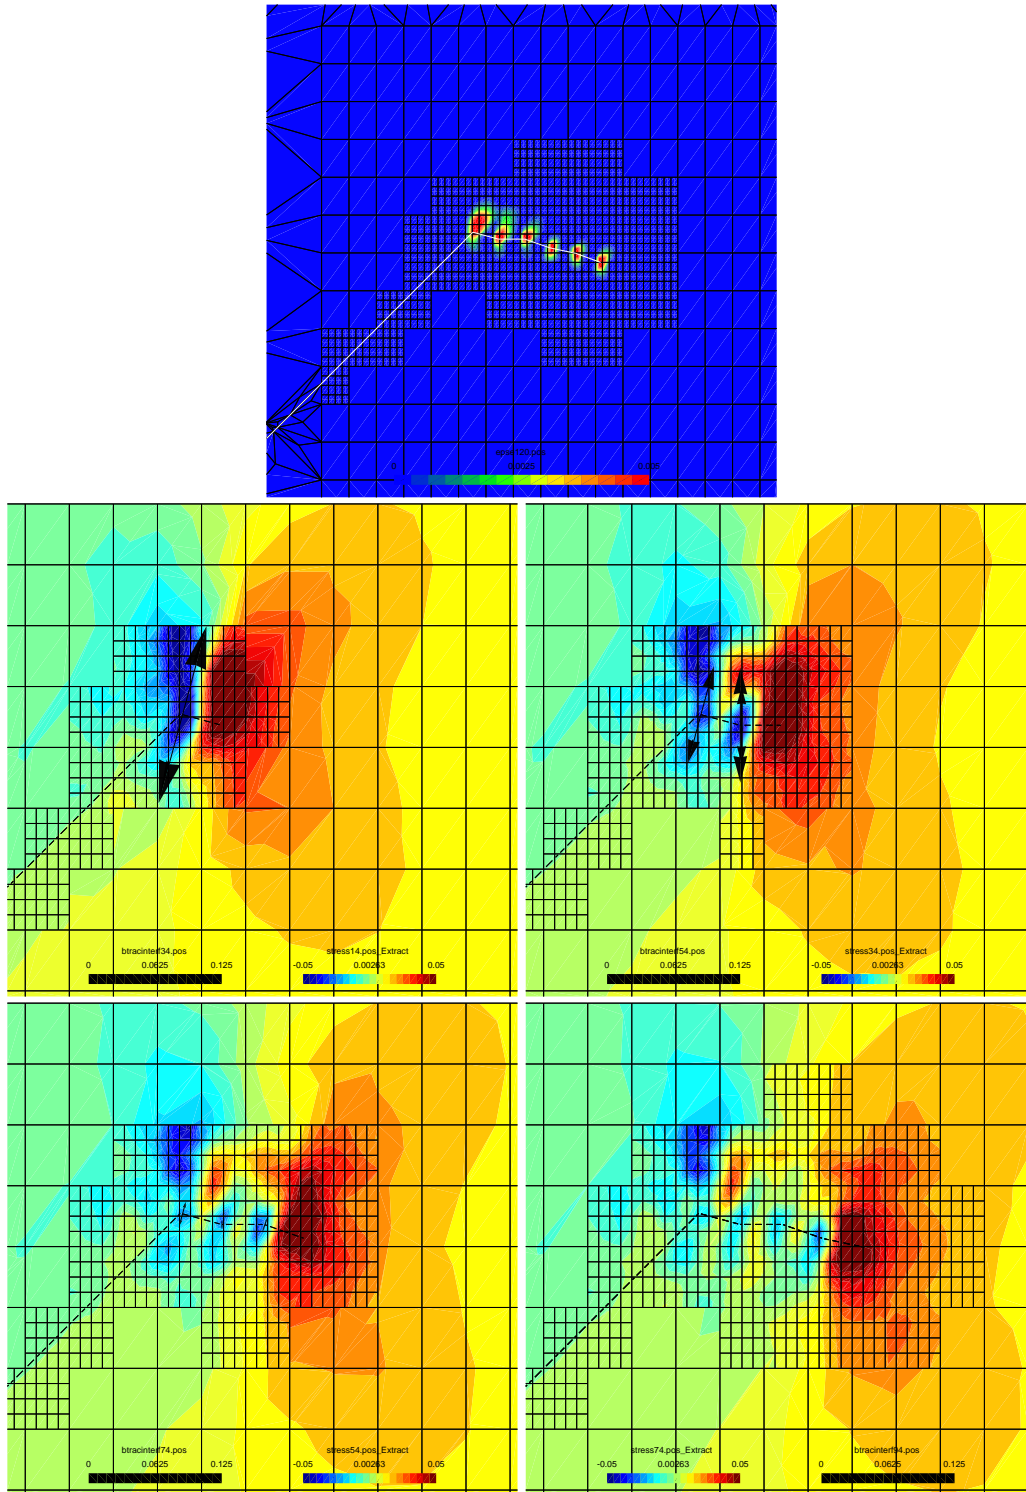 epse120.pos
0 0.0025 0.005
btracinterf34.pos stress14.pos_Extract
0 0.0625 0.125 -0.05 0.00263 0.05
btracinterf54.pos stress34.pos_Extract
0 0.0625 0.125 -0.05 0.00263 0.05
btracinterf74.pos stress54.pos_Extract
0 0.0625 0.125 -0.05 0.00263 0.05
stress74.pos_Extract btracinterf94.pos
-0.05 0.00263 0.05 0 0.0625 0.125